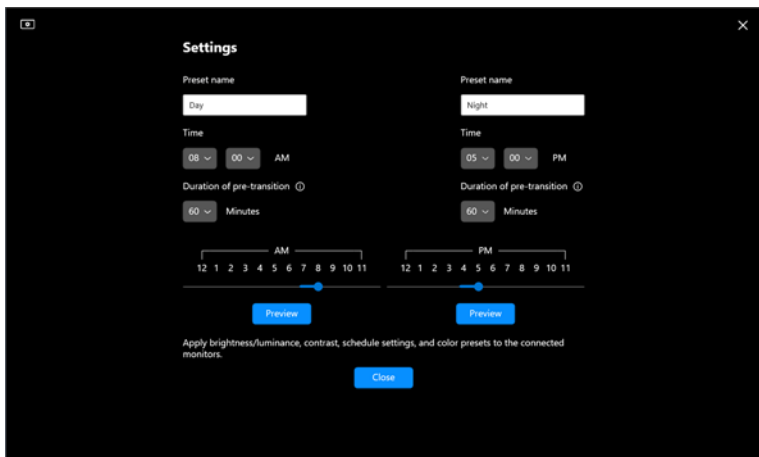 Settings
Preset name
Preset name
Day
Night
Time
Time
08 00 AM
05 00 PM
Duration of pre-transition
Duration of pre-transition
60 Minutes
60 Minutes
AM
PM
12 1 2 3 4 5 6 7 8 9 10 11
12 1 2 3 4 5 6 7 8 9 10 11
Preview
Preview
Apply brightness/luminance, contrast, schedule settings, and color presets to the connected
monitors.
Close